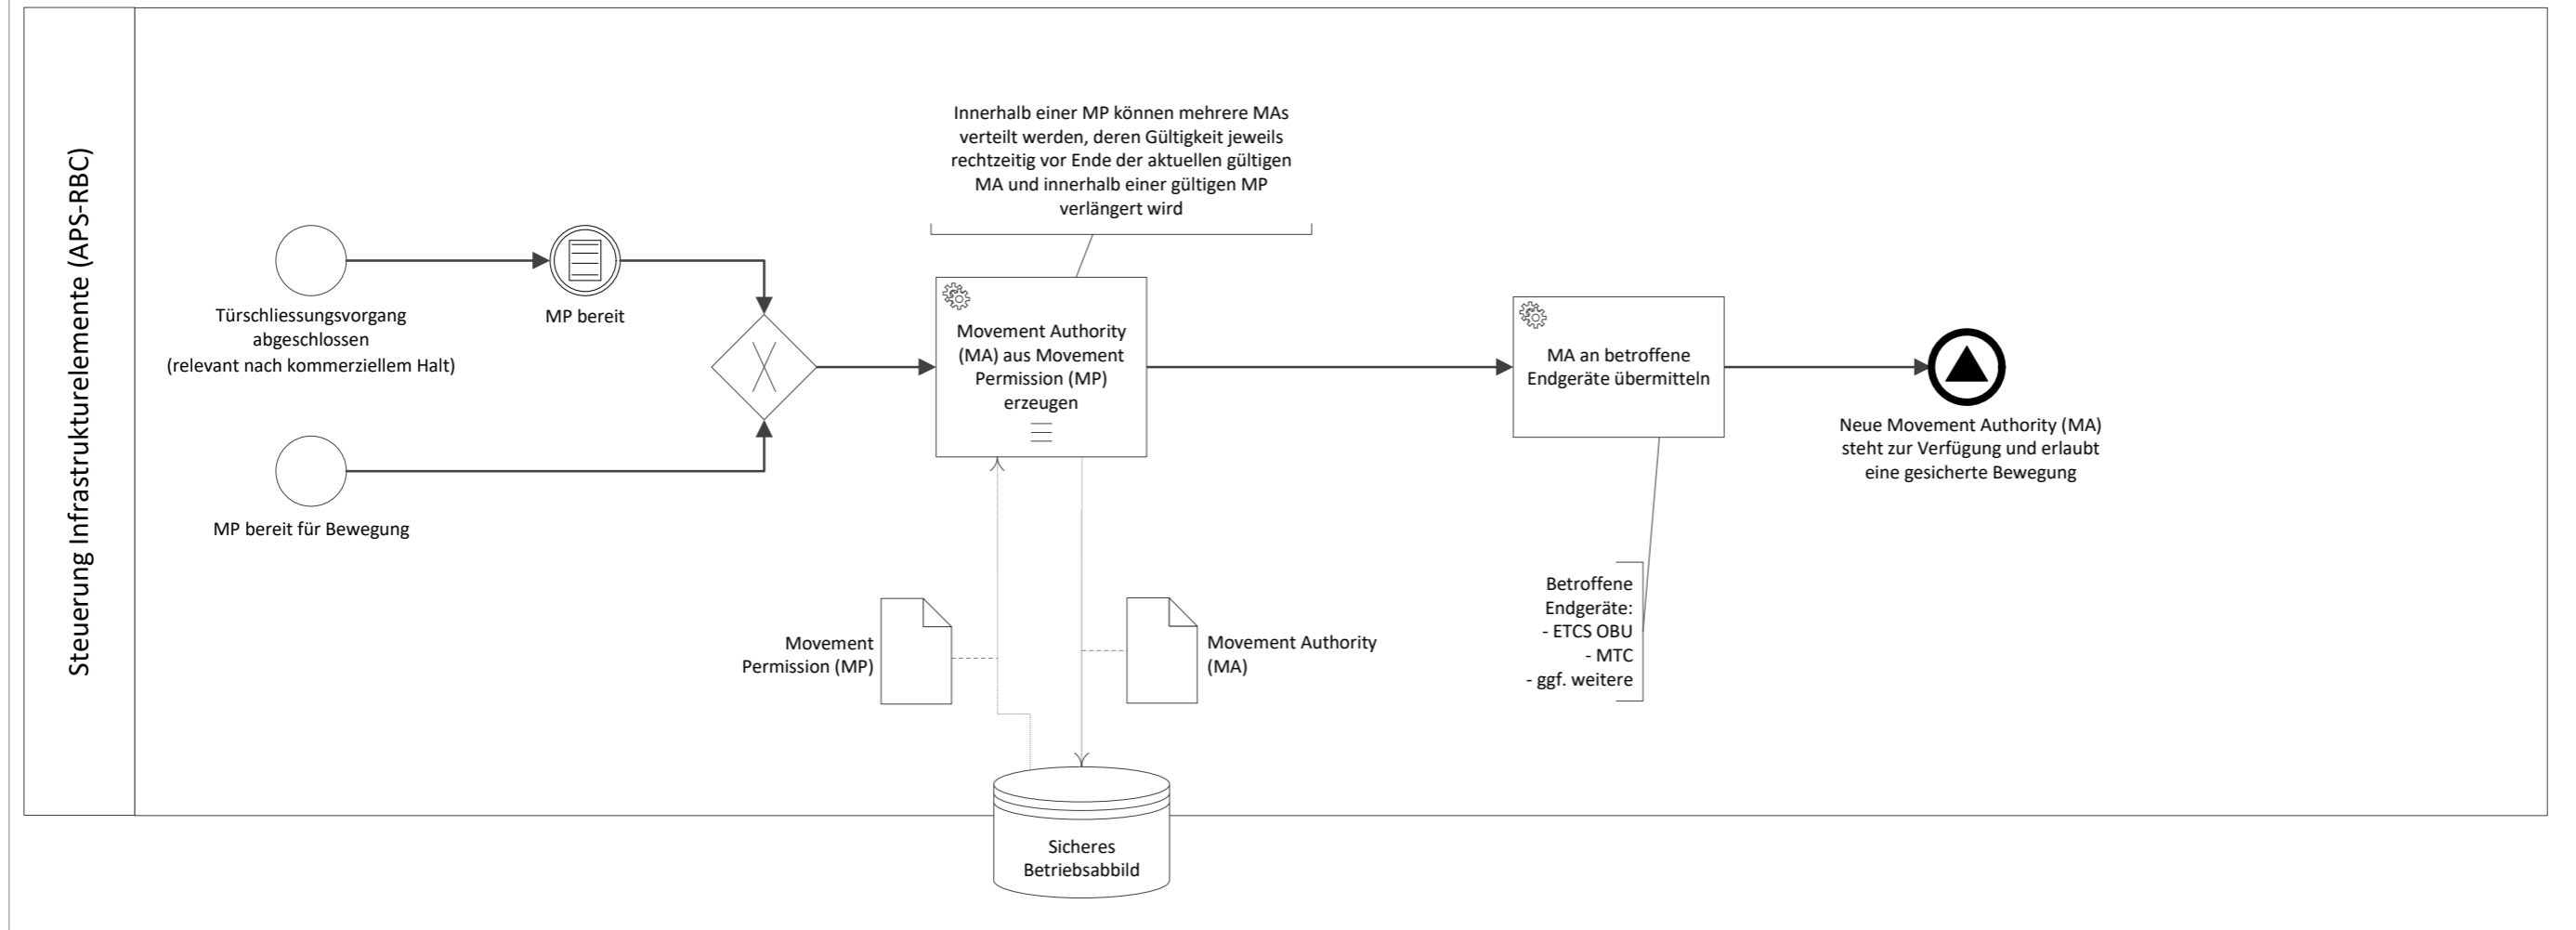 Steuerung Infrastrukturelemente (APS-RBC)
Innerhalb einer MP können mehrere MAs
verteilt werden, deren Gültigkeit jeweils
rechtzeitig vor Ende der aktuellen gültigen
MA und innerhalb einer gültigen MP
verlängert wird
Türschliessungsvorgang
abgeschlossen
(relevant nach kommerziellem Halt)
MP bereit
MP bereit für Bewegung
Movement Authority
(MA) aus Movement
Permission (MP)
erzeugen
MA an betroffene
Endgeräte übermitteln
Neue Movement Authority (MA)
steht zur Verfügung und erlaubt
eine gesicherte Bewegung
Movement
Permission (MP)
Movement Authority
(MA)
Betroffene
Endgeräte:
- ETCS OBU
- MTC
- ggf. weitere
Sicheres
Betriebsabbild